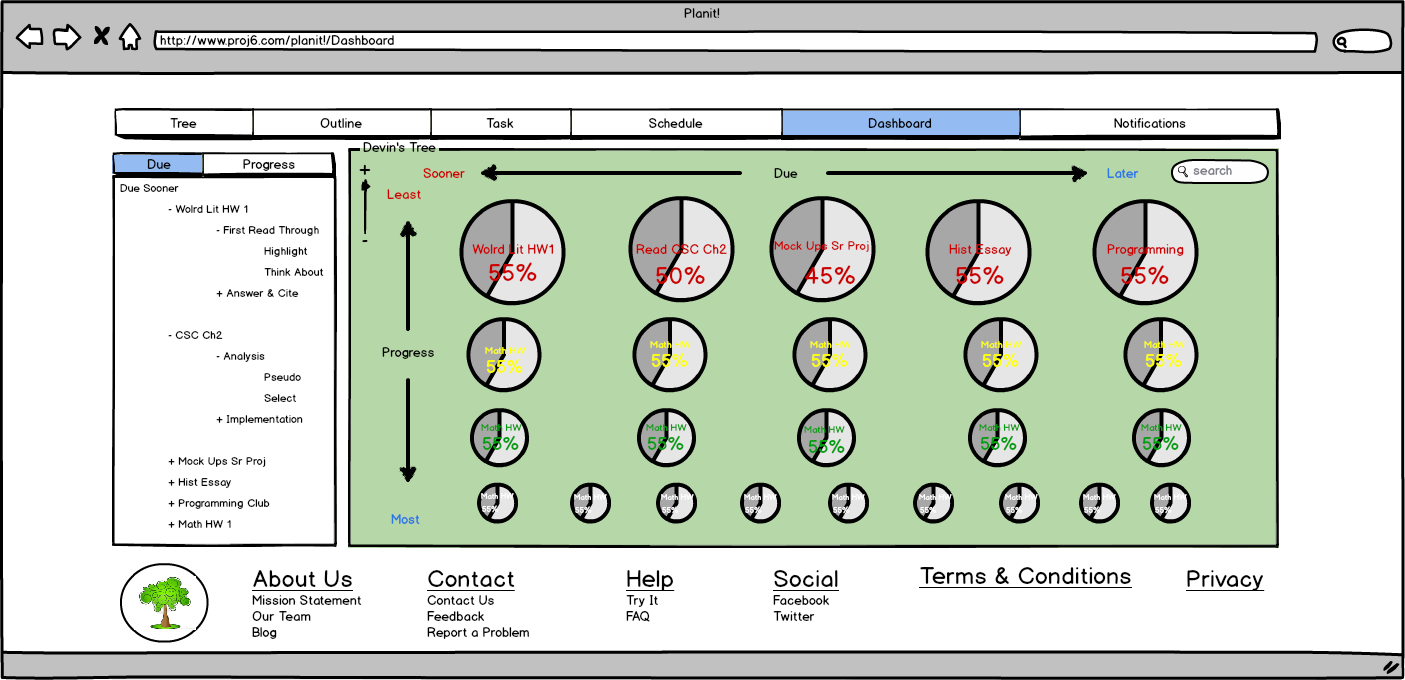 Planit!
http://www.proj6.com/planit!/Dashboard
Tree Outline Task Schedule Dashboard Notifications
Due Progress
Due Sooner
- Wolrd Lit HW 1
- First Read Through
Highlight
Think About
+ Answer & Cite
- CSC Ch2
- Analysis
Pseudo
Select
+ Implementation
+ Mock Ups Sr Proj
+ Hist Essay
+ Programming Club
+ Math HW 1
Devin's Tree
+
-
Sooner Due Later
search
Least
Progress
Most
Wolrd Lit HW1 Read CSC Ch2 Mock Ups Sr Proj Hist Essay Programming
55% 50% 45% 55% 55%
Math HW Math HW Math HW Math HW Math HW
55% 55% 55% 55% 55%
Math HW Math HW Math HW Math HW Math HW
55% 55% 55% 55% 55%
Math HW Math HW Math HW Math HW Math HW Math HW Math HW Math HW Math HW
55% 55% 55% 55% 55% 55% 55% 55% 55%
About Us
Mission Statement
Our Team
Blog
Contact
Contact Us
Feedback
Report a Problem
Help
Try It
FAQ
Social
Facebook
Twitter
Terms & Conditions
Privacy